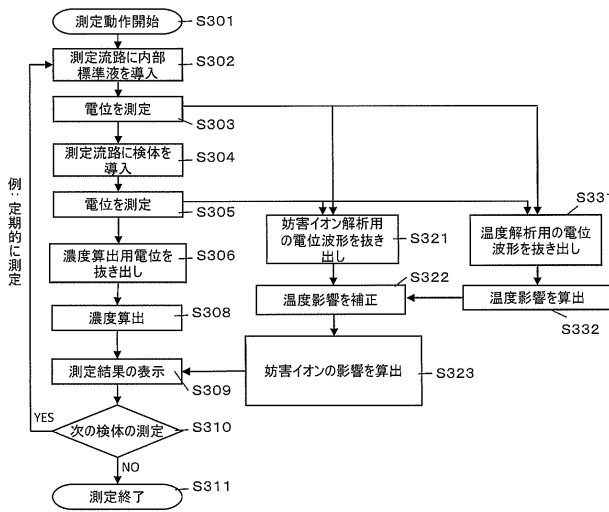 測定動作開始
S301
測定流路に内部
標準液を導入
S302
電位を測定
S303
測定流路に検体を
導入
S304
電位を測定
S305
濃度算出用電位を
抜き出し
S306
濃度算出
S308
測定結果の表示
S309
次の検体の測定
S310
YES
NO
測定終了
S311
例:定期的に測定
妨害イオン解析用
の電位波形を抜き
出し
S321
温度影響を補正
S322
妨害イオンの影響を算出
S323
温度解析用の電位
波形を抜き出し
S331
温度影響を算出
S332